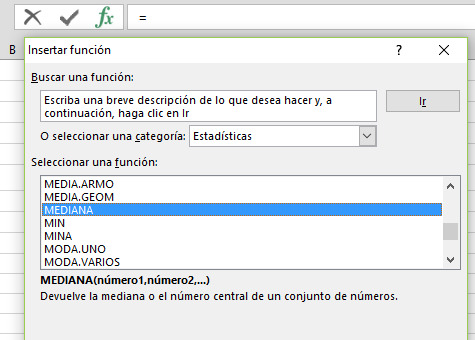 fx =
B
Insertar función ?
Buscar una función:
Escriba una breve descripción de lo que desea hacer y, a
continuación, haga clic en Ir
Ir
O seleccionar una categoría: Estadísticas
Seleccionar una función:
MEDIA.ARMO
MEDIA.GEOM
MEDIANA
MIN
MINA
MODA.UNO
MODA.VARIOS
MEDIANA(número1,número2,...)
Devuelve la mediana o el número central de un conjunto de números.